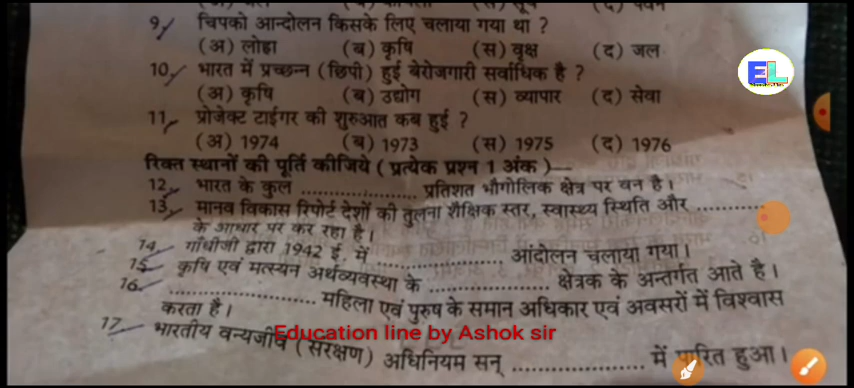 9 चिपको आन्दोलन किसके लिए चलाया गया था ?
(अ) लोहा (ब) कृषि (स) वृक्ष (द) जल
10 भारत में प्रच्छन्न (छिपी) हुई बेरोजगारी सर्वाधिक है ?
(अ) कृषि (ब) उद्योग (स) व्यापार (द) सेवा
11 प्रोजेक्ट टाईगर की शुरुआत कब हुई ?
(अ) 1974 (ब) 1973 (स) 1975 (द) 1976
रिक्त स्थानों की पूर्ति कीजिये ( प्रत्येक प्रश्न 1 अंक )—
12 भारत के कुल .................. प्रतिशत भौगोलिक क्षेत्र पर वन है।
13 मानव विकास रिपोर्ट देशों की तुलना शैक्षिक स्तर, स्वास्थ्य स्थिति और ..........
के आधार पर कर रहा है।
14 गाँधीजी द्वारा 1942 ई. में .................. आंदोलन चलाया गया।
15 कृषि एवं मत्स्यन अर्थव्यवस्था के .................. क्षेत्रक के अन्तर्गत आते है।
16 .................. महिला एवं पुरुष के समान अधिकार एवं अवसरों में विश्वास
करता है।
17 भारतीय वन्यजीव (संरक्षण) अधिनियम सन् .................. में पारित हुआ।
Education line by Ashok sir
EL